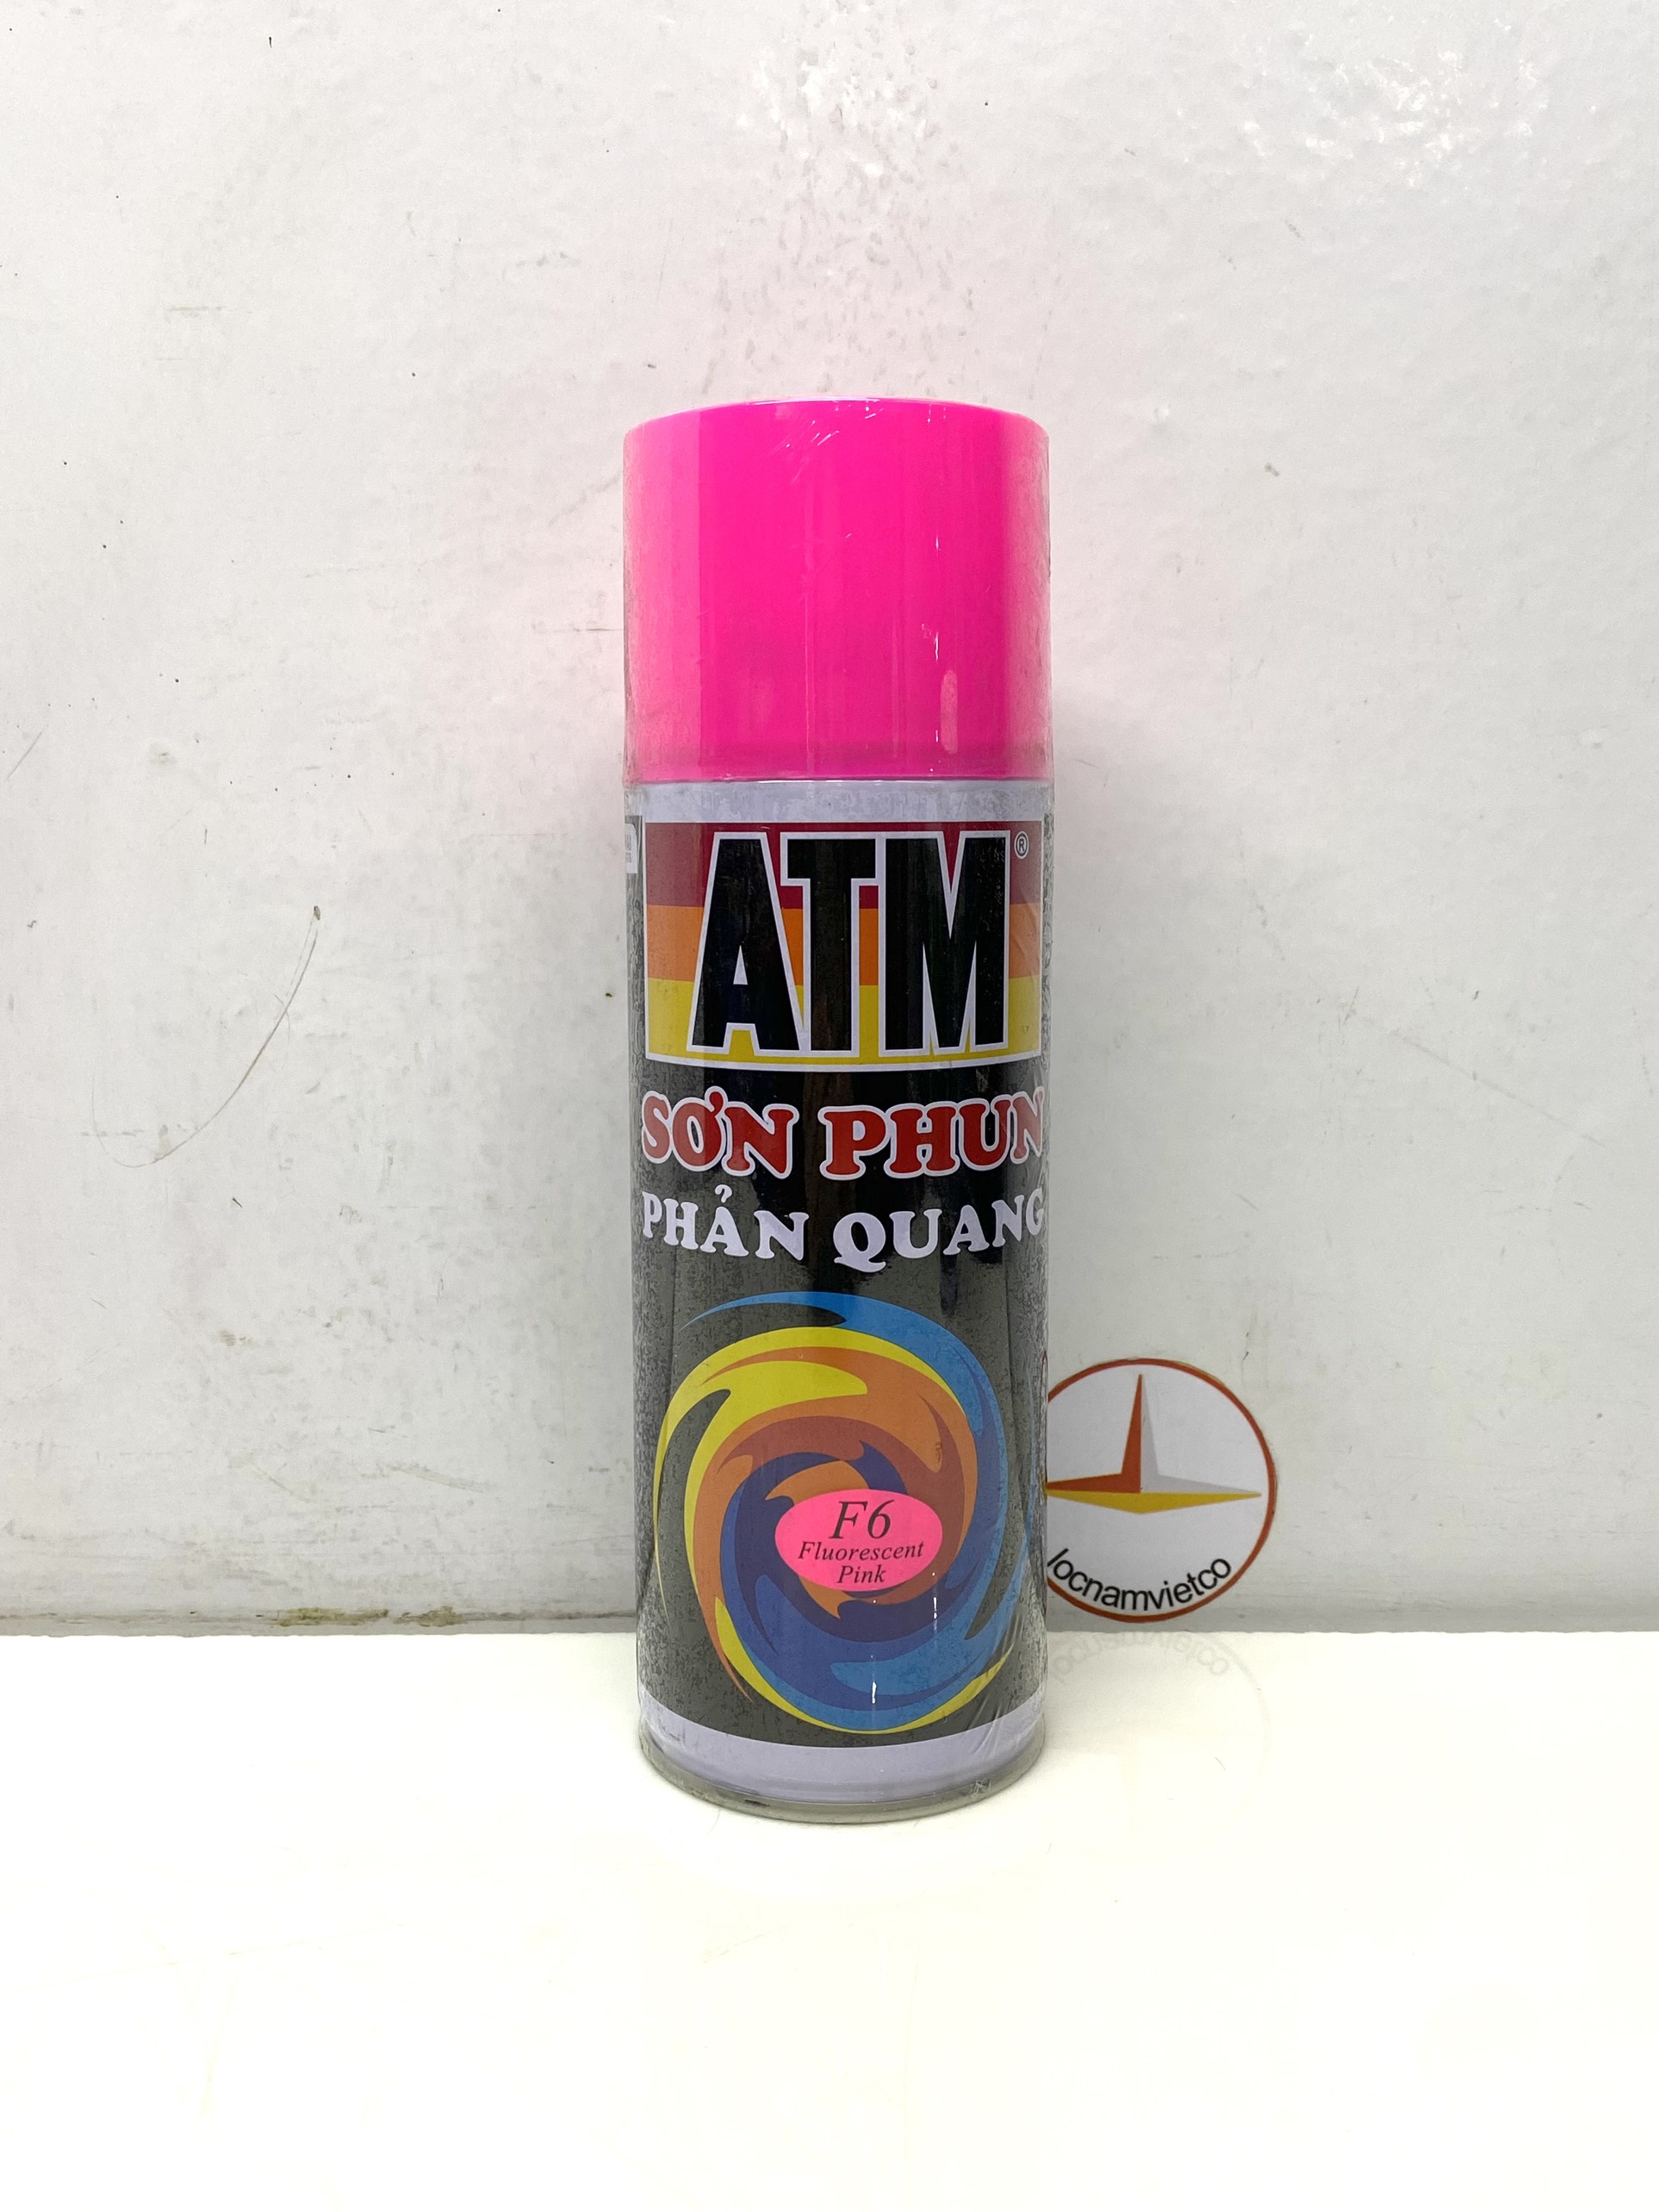 ATM®
SƠN PHUN
PHẢN QUANG
F6
Fluorescent
Pink
locnamvietco